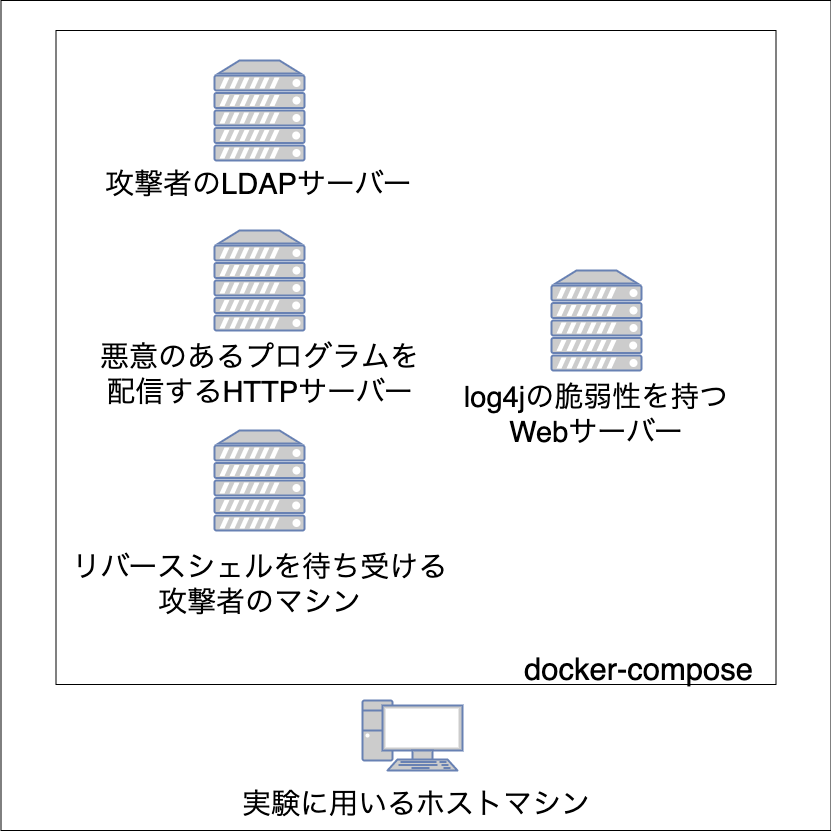 攻撃者のLDAPサーバー
悪意のあるプログラムを
配信するHTTPサーバー
log4jの脆弱性を持つ
Webサーバー
リバースシェルを待ち受ける
攻撃者のマシン
docker-compose
実験に用いるホストマシン